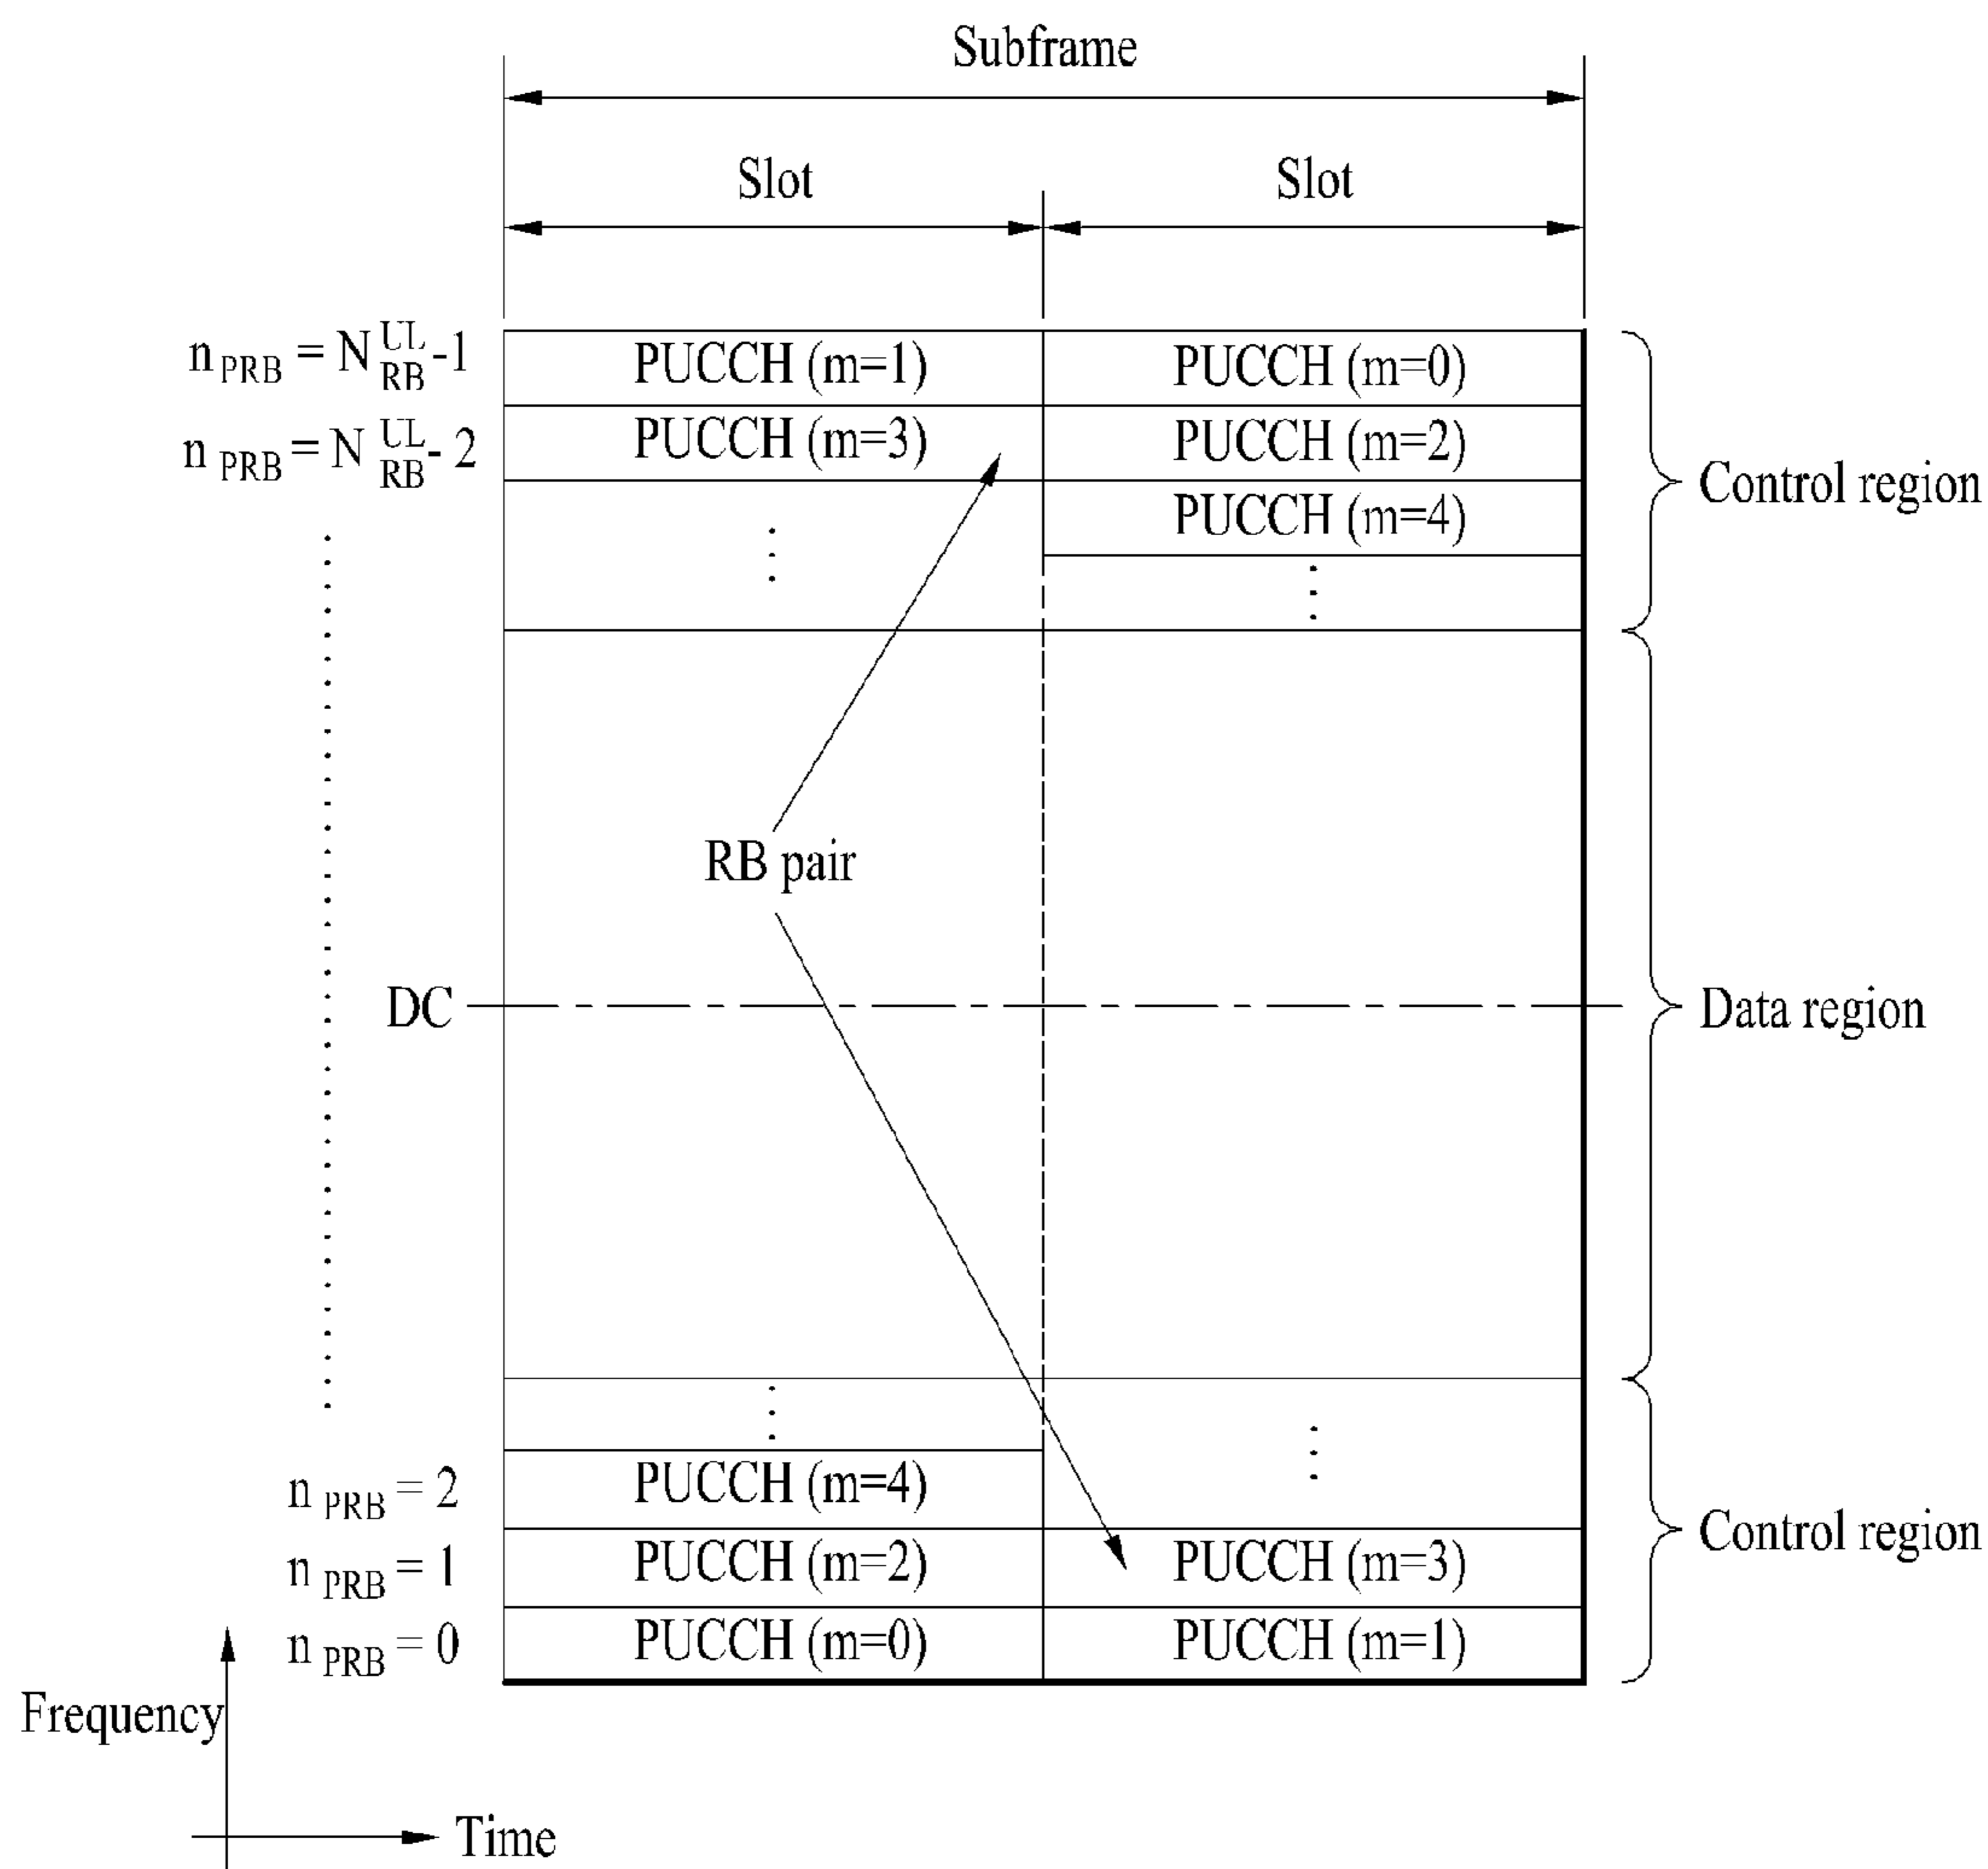 Subframe
Slot Slot
n PRB = N UL RB -1 PUCCH (m=1) PUCCH (m=0)
n PRB = N UL RB - 2 PUCCH (m=3) PUCCH (m=2)
Control region
PUCCH (m=4)
RB pair
DC
Data region
n PRB = 2 PUCCH (m=4)
Control region
n PRB = 1 PUCCH (m=2) PUCCH (m=3)
n PRB = 0 PUCCH (m=0) PUCCH (m=1)
Frequency
Time